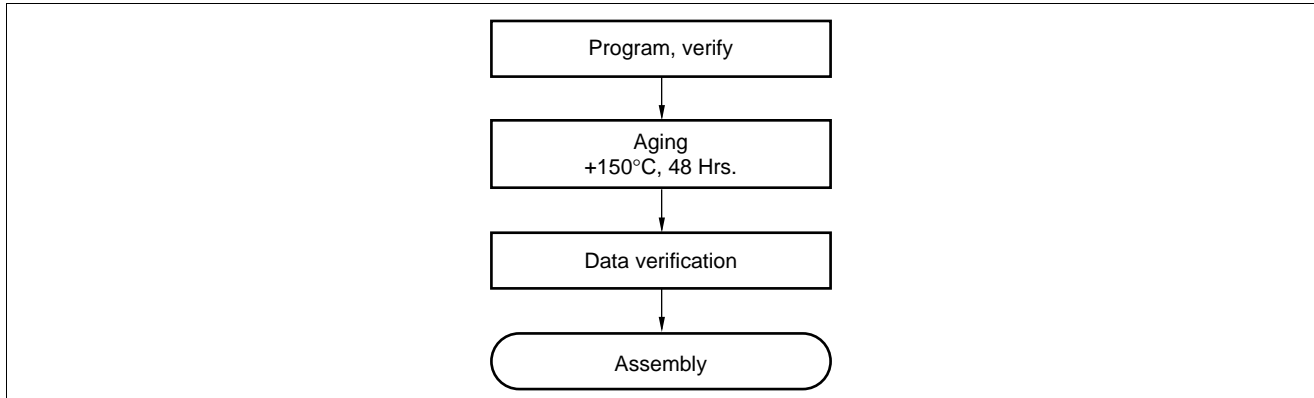 Program, verify
Aging
+150°C, 48 Hrs.
Data verification
Assembly